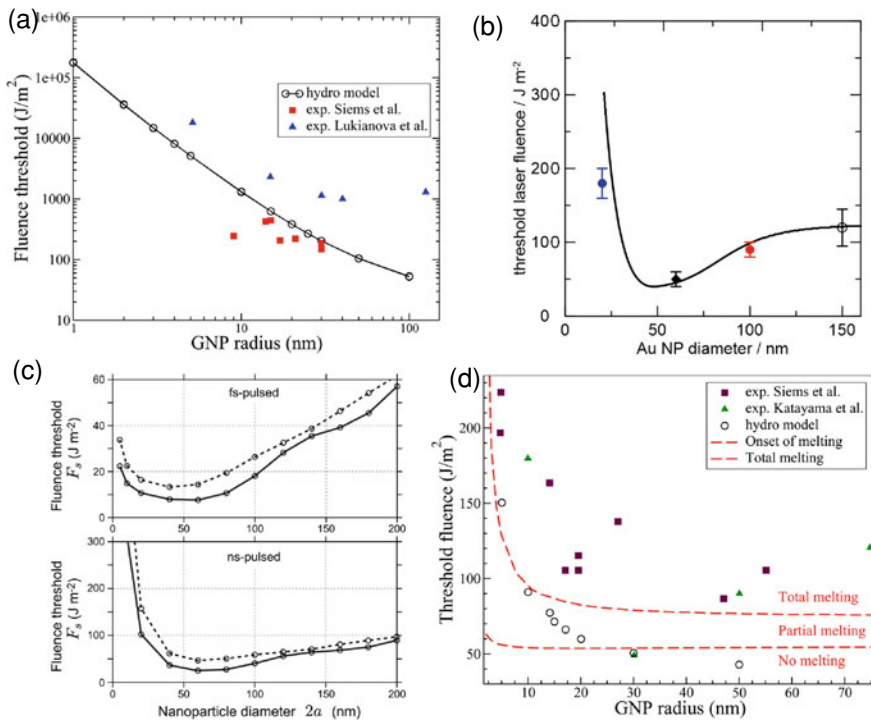 (a)
1e+06
1e+05
10000
1000
100
10
1
10
100
Fluence threshold (J/m²)
GNP radius (nm)
hydro model
exp. Siems et al.
exp. Lukianova et al.
(b)
400
300
200
100
0
0
50
100
150
threshold laser fluence / J m⁻²
Au NP diameter / nm
(c)
fs-pulsed
60
40
20
0
0
50
100
150
200
Fluence threshold
Fₛ (J m⁻²)
ns-pulsed
300
200
100
0
0
50
100
150
200
Fluence threshold
Fₛ (J m⁻²)
Nanoparticle diameter 2a (nm)
(d)
exp. Siems et al.
exp. Katayama et al.
hydro model
Onset of melting
Total melting
200
150
100
50
Threshold fluence (J/m²)
Total melting
Partial melting
No melting
10
20
30
40
50
60
70
GNP radius (nm)